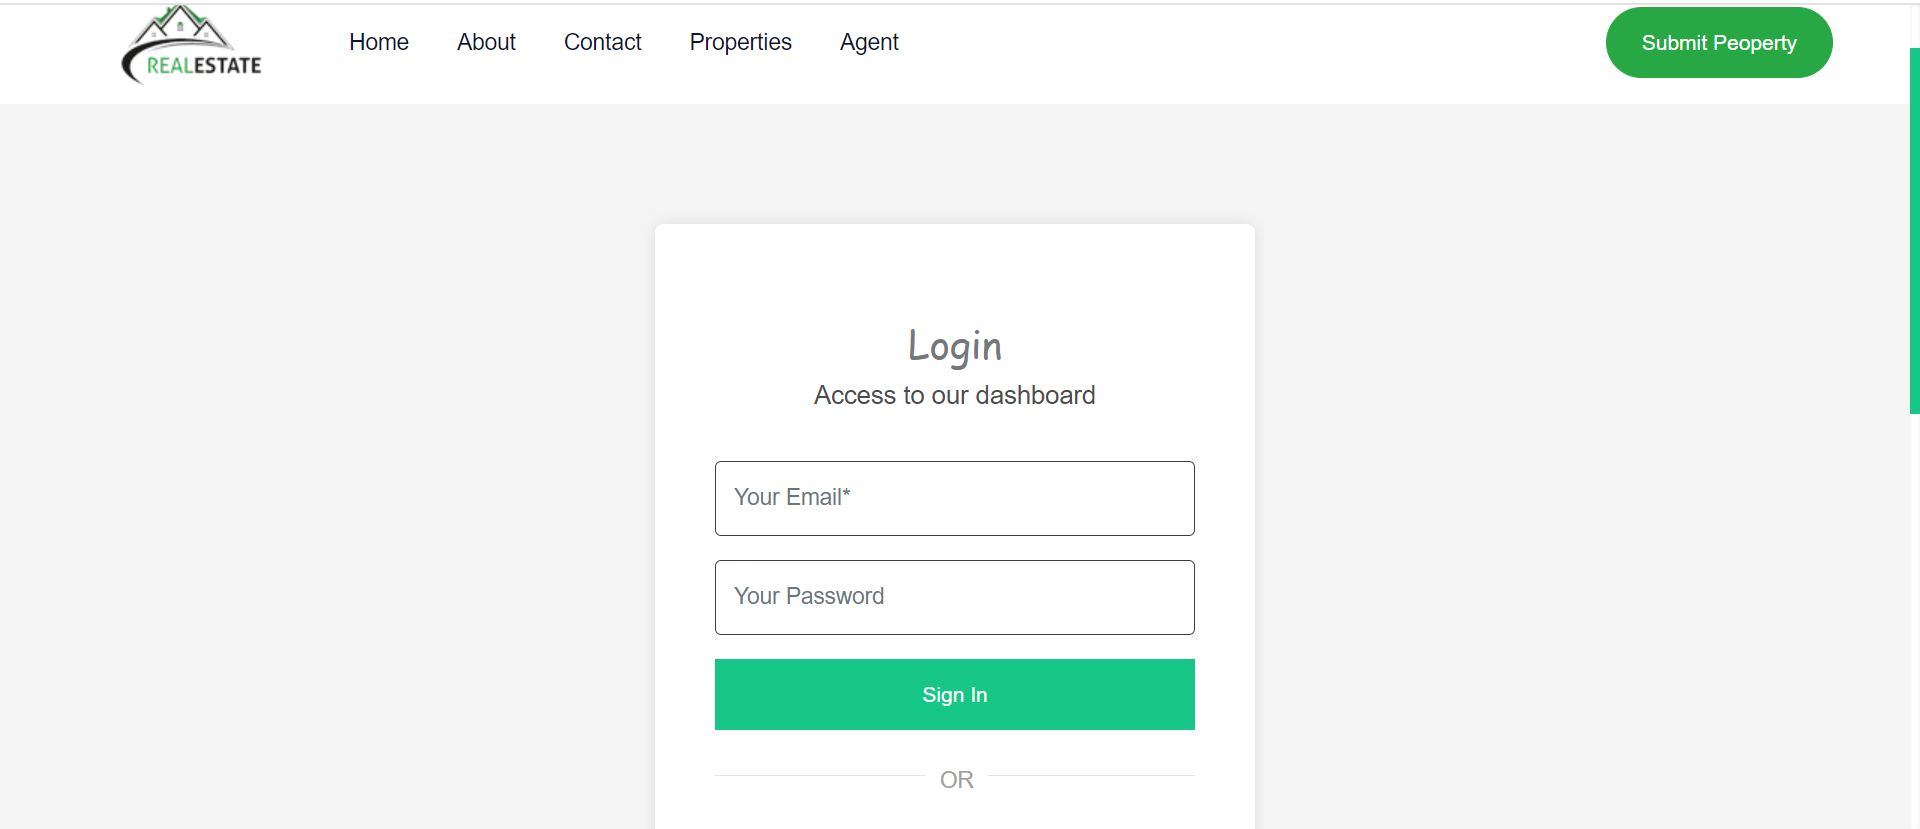 REALESTATE
Home About Contact Properties Agent
Submit Peoperty
Login
Access to our dashboard
Your Email*
Your Password
Sign In
OR